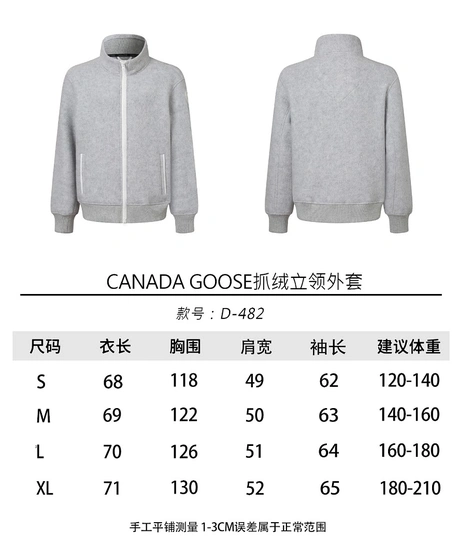 CANADA GOOSE抓绒立领外套
款号：D-482
尺码 衣长 胸围 肩宽 袖长 建议体重
S 68 118 49 62 120-140
M 69 122 50 63 140-160
L 70 126 51 64 160-180
XL 71 130 52 65 180-210
手工平铺测量 1-3CM误差属于正常范围